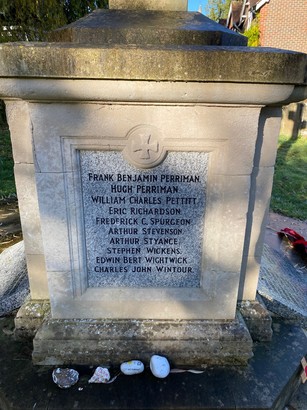 FRANK BENJAMIN PERRIMAN,
HUGH PERRIMAN
WILLIAM CHARLES PETTITT,
ERIC RICHARDSON.
FREDERICK C. SPURGEON
ARTHUR STEVENSON
ARTHUR STYANCE,
STEPHEN WICKENS.
EDWIN BERT WIGHTWICK
CHARLES JOHN WINTOUR.